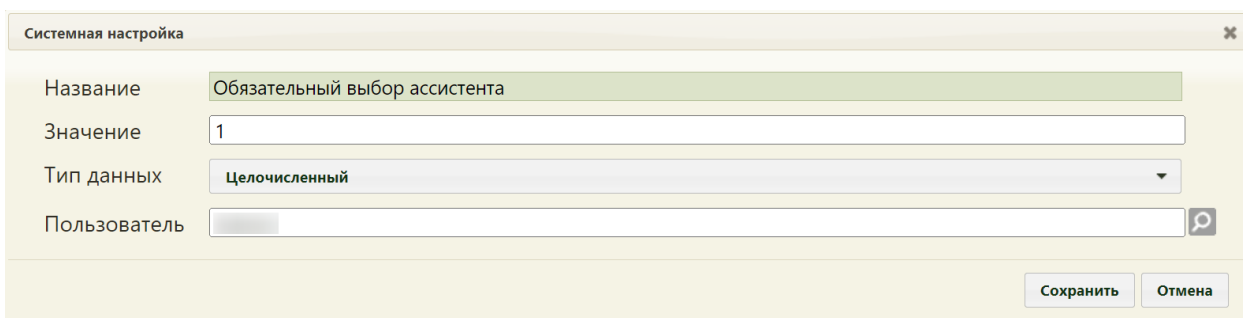 Системная настройка
Название Обязательный выбор ассистента
Значение 1
Тип данных Целочисленный
Пользователь
Сохранить Отмена